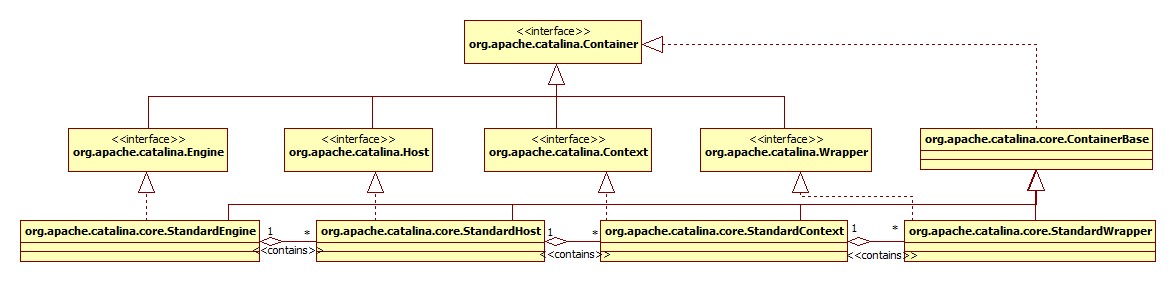 <<interface>>
org.apache.catalina.Container
<<interface>>
org.apache.catalina.Engine
<<interface>>
org.apache.catalina.Host
<<interface>>
org.apache.catalina.Context
<<interface>>
org.apache.catalina.Wrapper
org.apache.catalina.core.ContainerBase
org.apache.catalina.core.StandardEngine
1
*
<<contains>>
org.apache.catalina.core.StandardHost
1
*
<<contains>>
org.apache.catalina.core.StandardContext
1
*
<<contains>>
org.apache.catalina.core.StandardWrapper